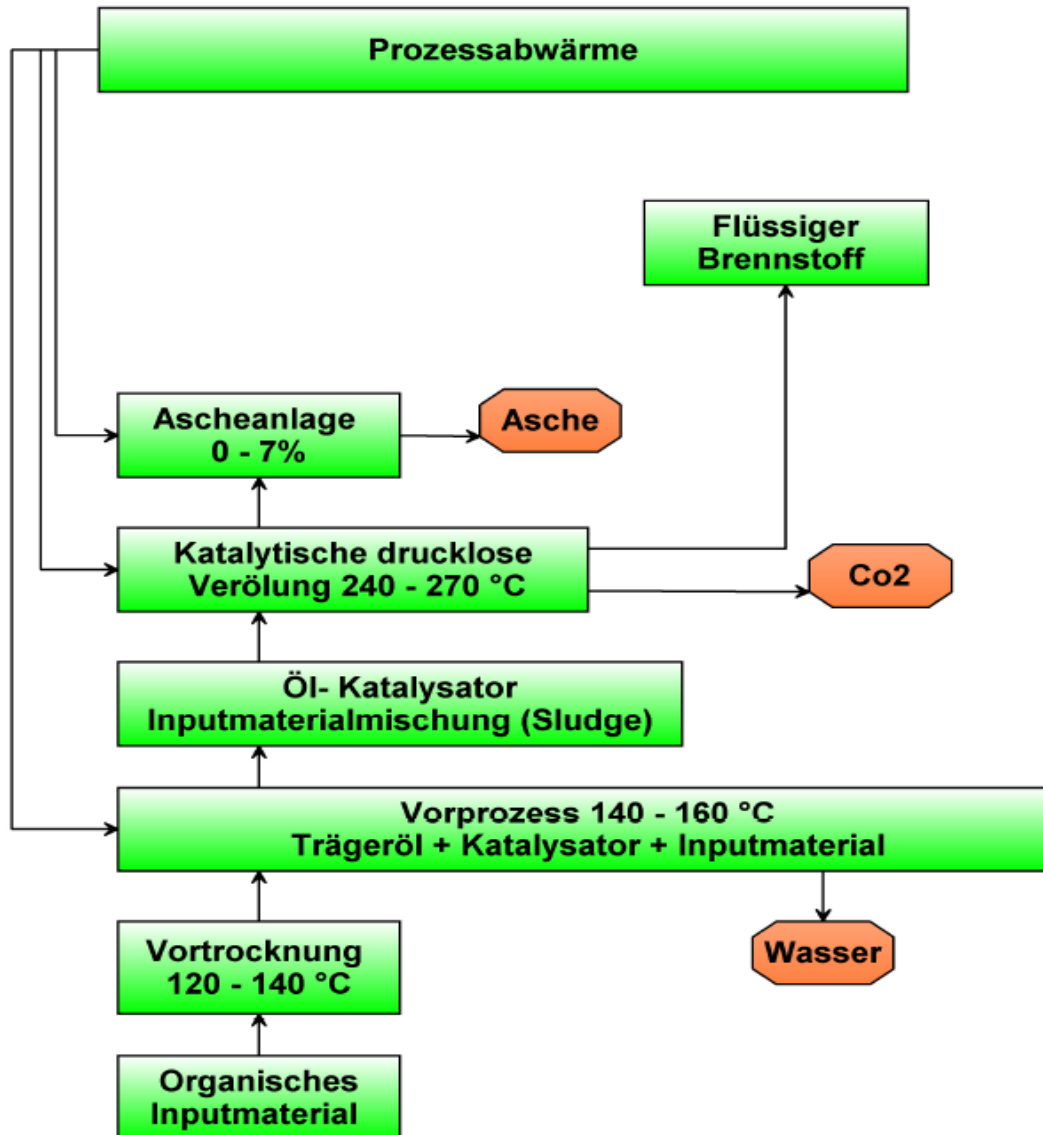 Prozessabwärme
Flüssiger
Brennstoff
Ascheanlage
0 - 7%
Asche
Katalytische drucklose
Verölung 240 - 270 °C
Co2
Öl- Katalysator
Inputmaterialmischung (Sludge)
Vorprozess 140 - 160 °C
Trägeröl + Katalysator + Inputmaterial
Vortrocknung
120 - 140 °C
Wasser
Organisches
Inputmaterial